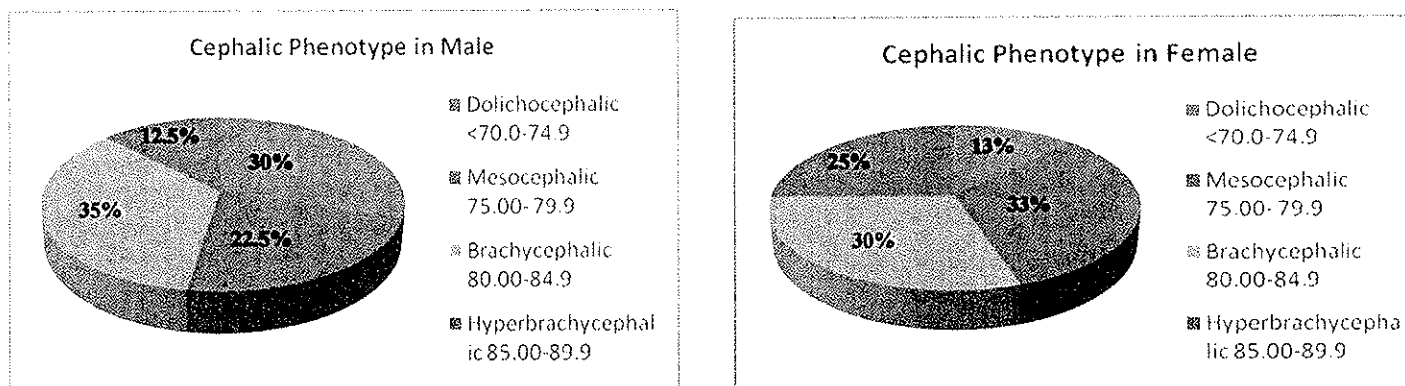 Cephalic Phenotype in Male
12.5%
30%
35%
22.5%
Dolichocephalic
<70.0-74.9
Mesocephalic
75.00- 79.9
Brachycephalic
80.00-84.9
Hyperbrachycephal
ic 85.00-89.9
Cephalic Phenotype in Female
25%
13%
33%
30%
Dolichocephalic
<70.0-74.9
Mesocephalic
75.00- 79.9
Brachycephalic
80.00-84.9
Hyperbrachycepha
lic 85.00-89.9